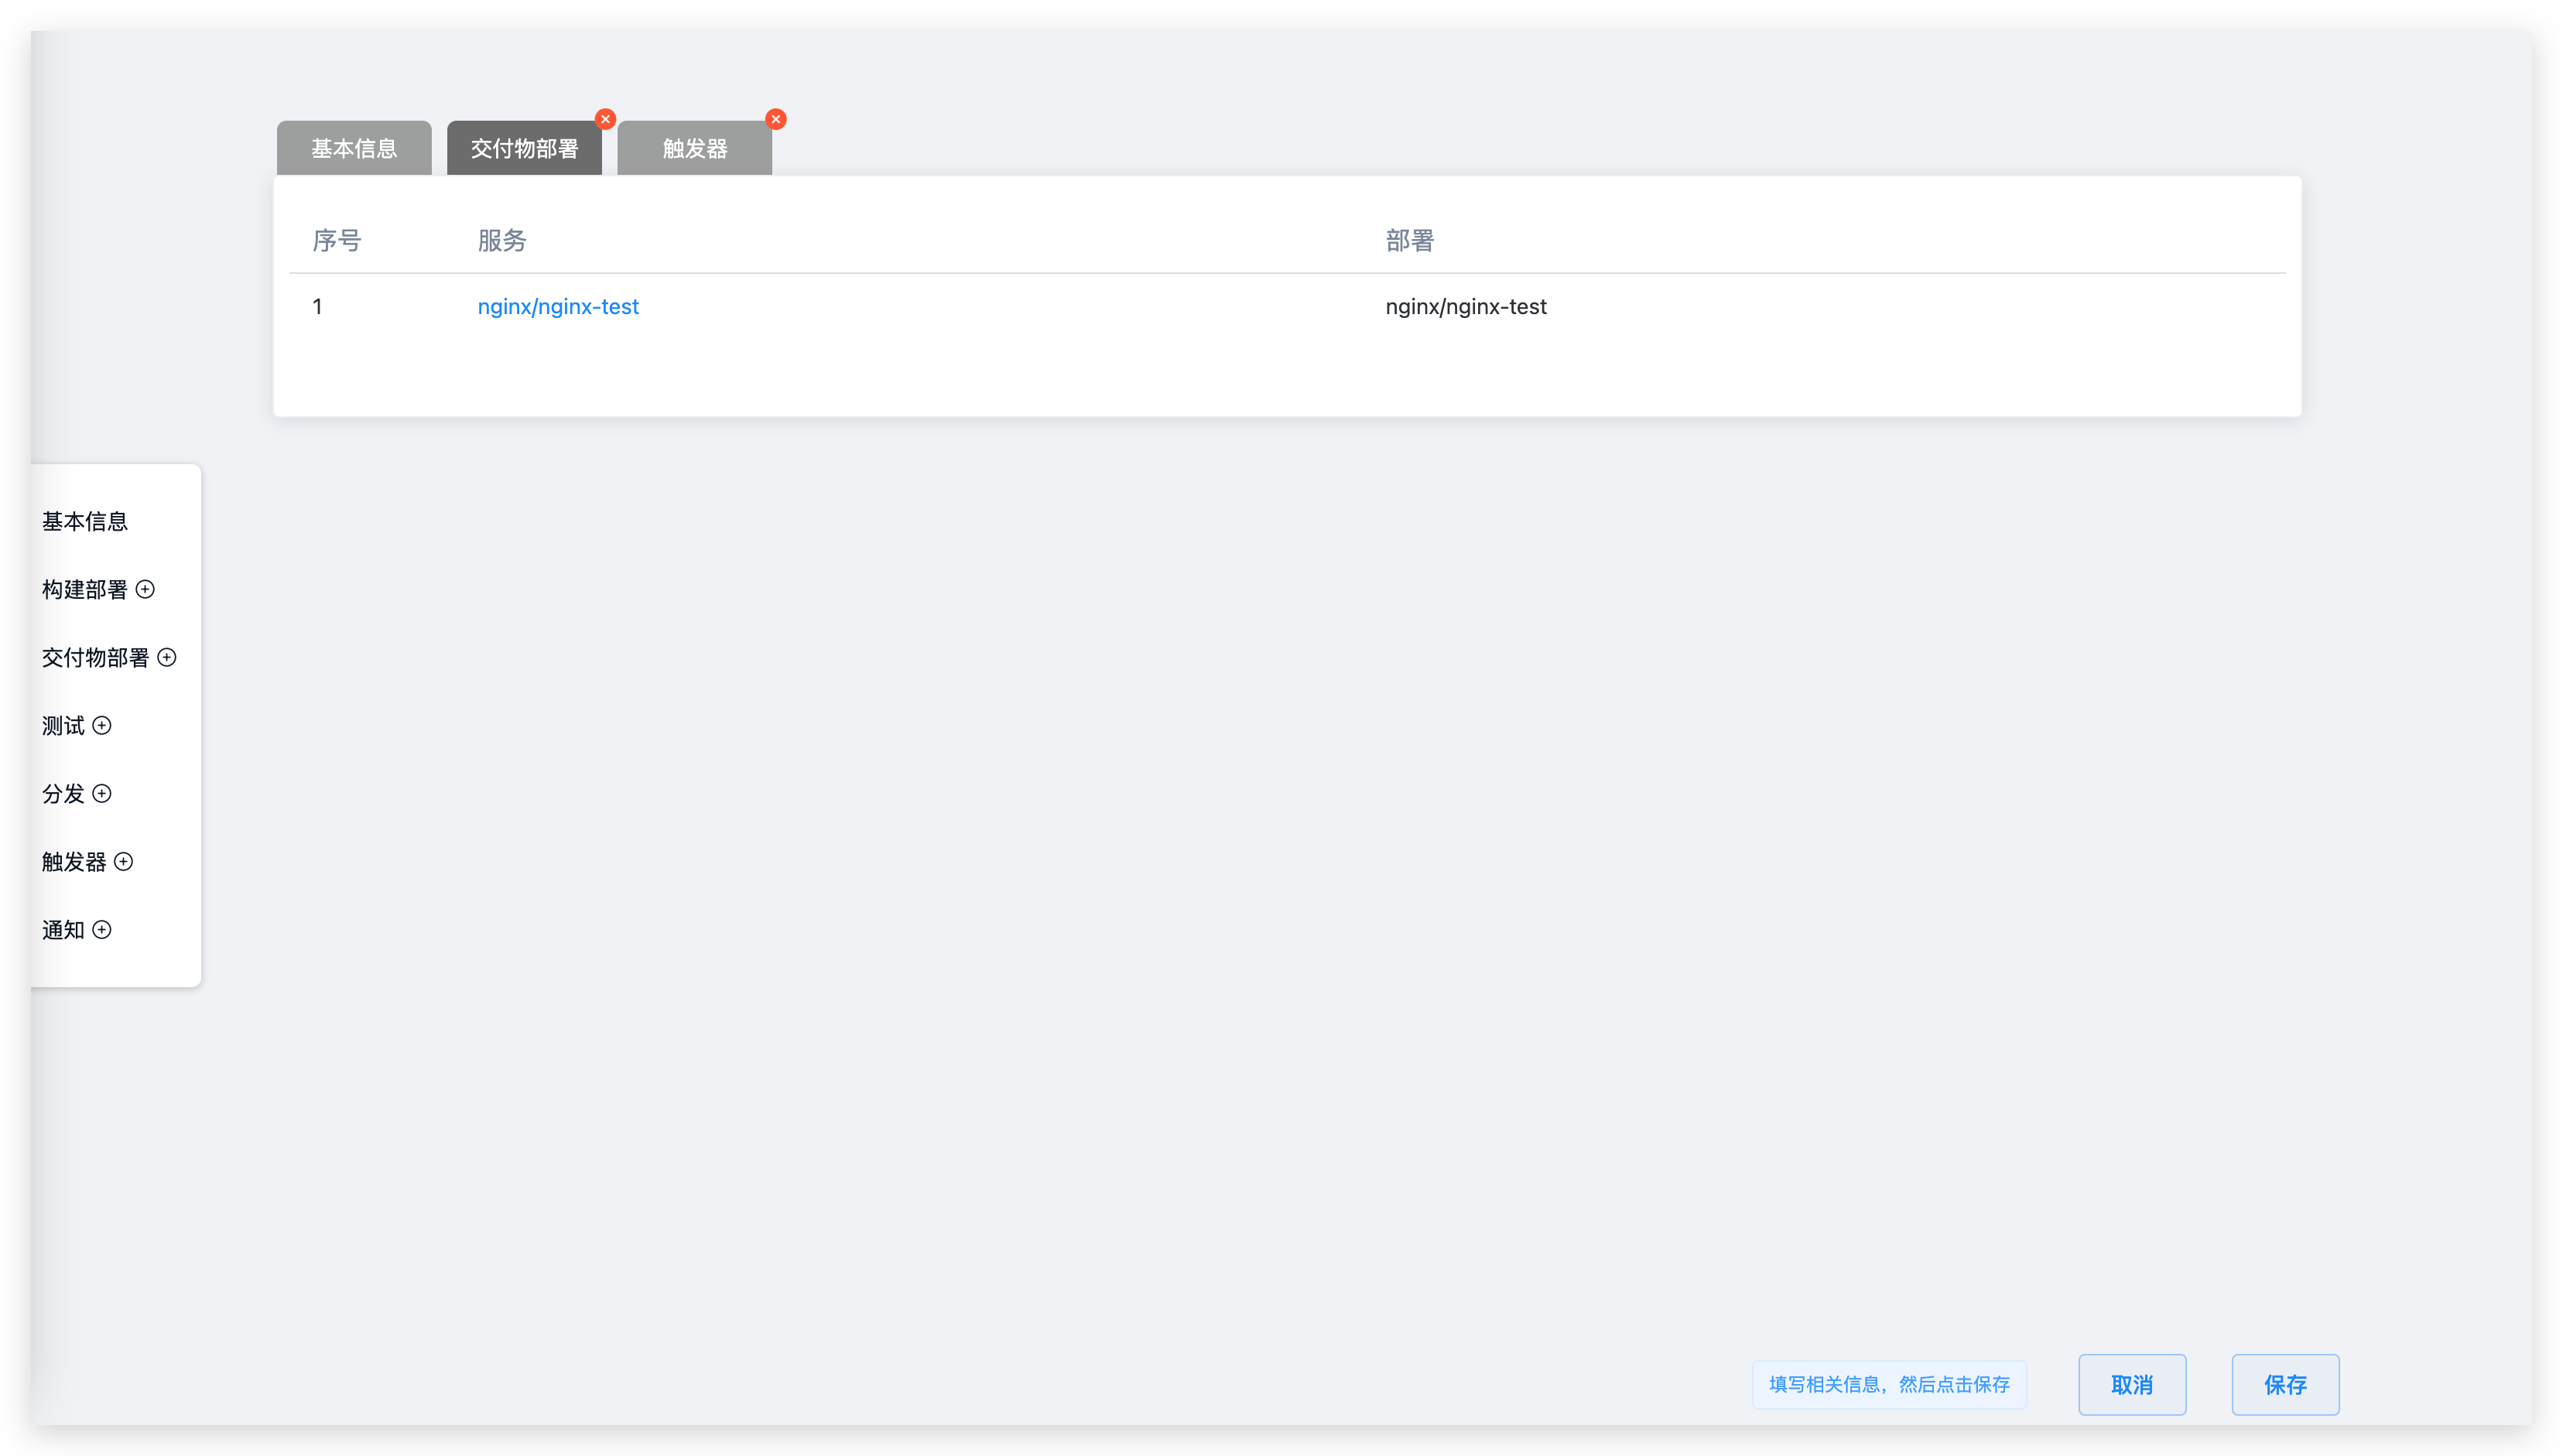 基本信息 交付物部署 触发器
序号 服务 部署
1 nginx/nginx-test nginx/nginx-test
基本信息
构建部署
交付物部署
测试
分发
触发器
通知
填写相关信息，然后点击保存 取消 保存